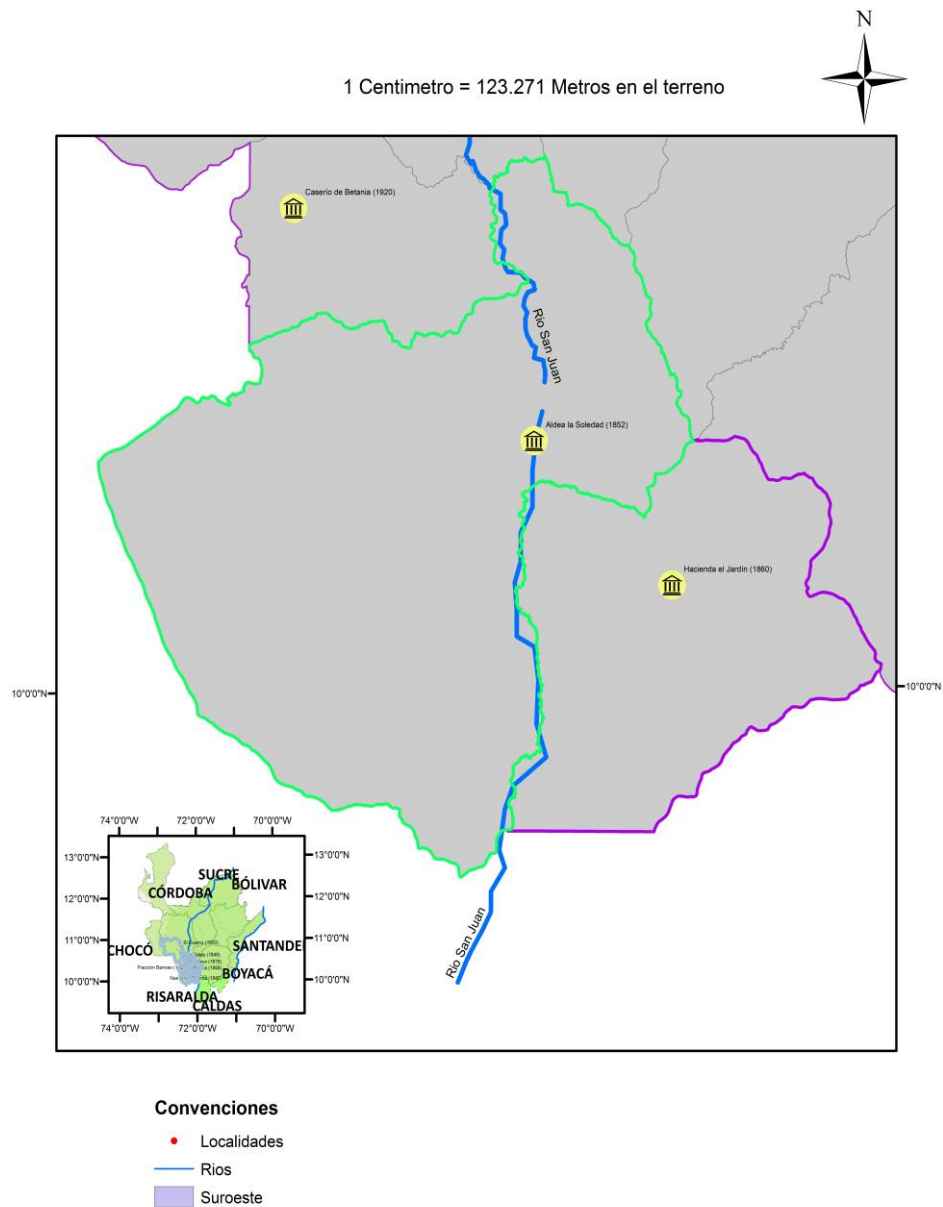 N
1 Centimetro = 123.271 Metros en el terreno
Caserío de Betania (1920)
Rio San Juan
Aldea la Soledad (1852)
Hacienda el Jardín (1860)
10°0'0"N
10°0'0"N
Rio San Juan
74°0'0"W 72°0'0"W 70°0'0"W
13°0'0"N
13°0'0"N
SUCRE
BÓLIVAR
CÓRDOBA
12°0'0"N
12°0'0"N
11°0'0"N
11°0'0"N
CHOCÓ
SANTANDE
BOYACÁ
10°0'0"N
10°0'0"N
RISARALDA
CALDAS
74°0'0"W 72°0'0"W 70°0'0"W
Convenciones
Localidades
Rios
Suroeste